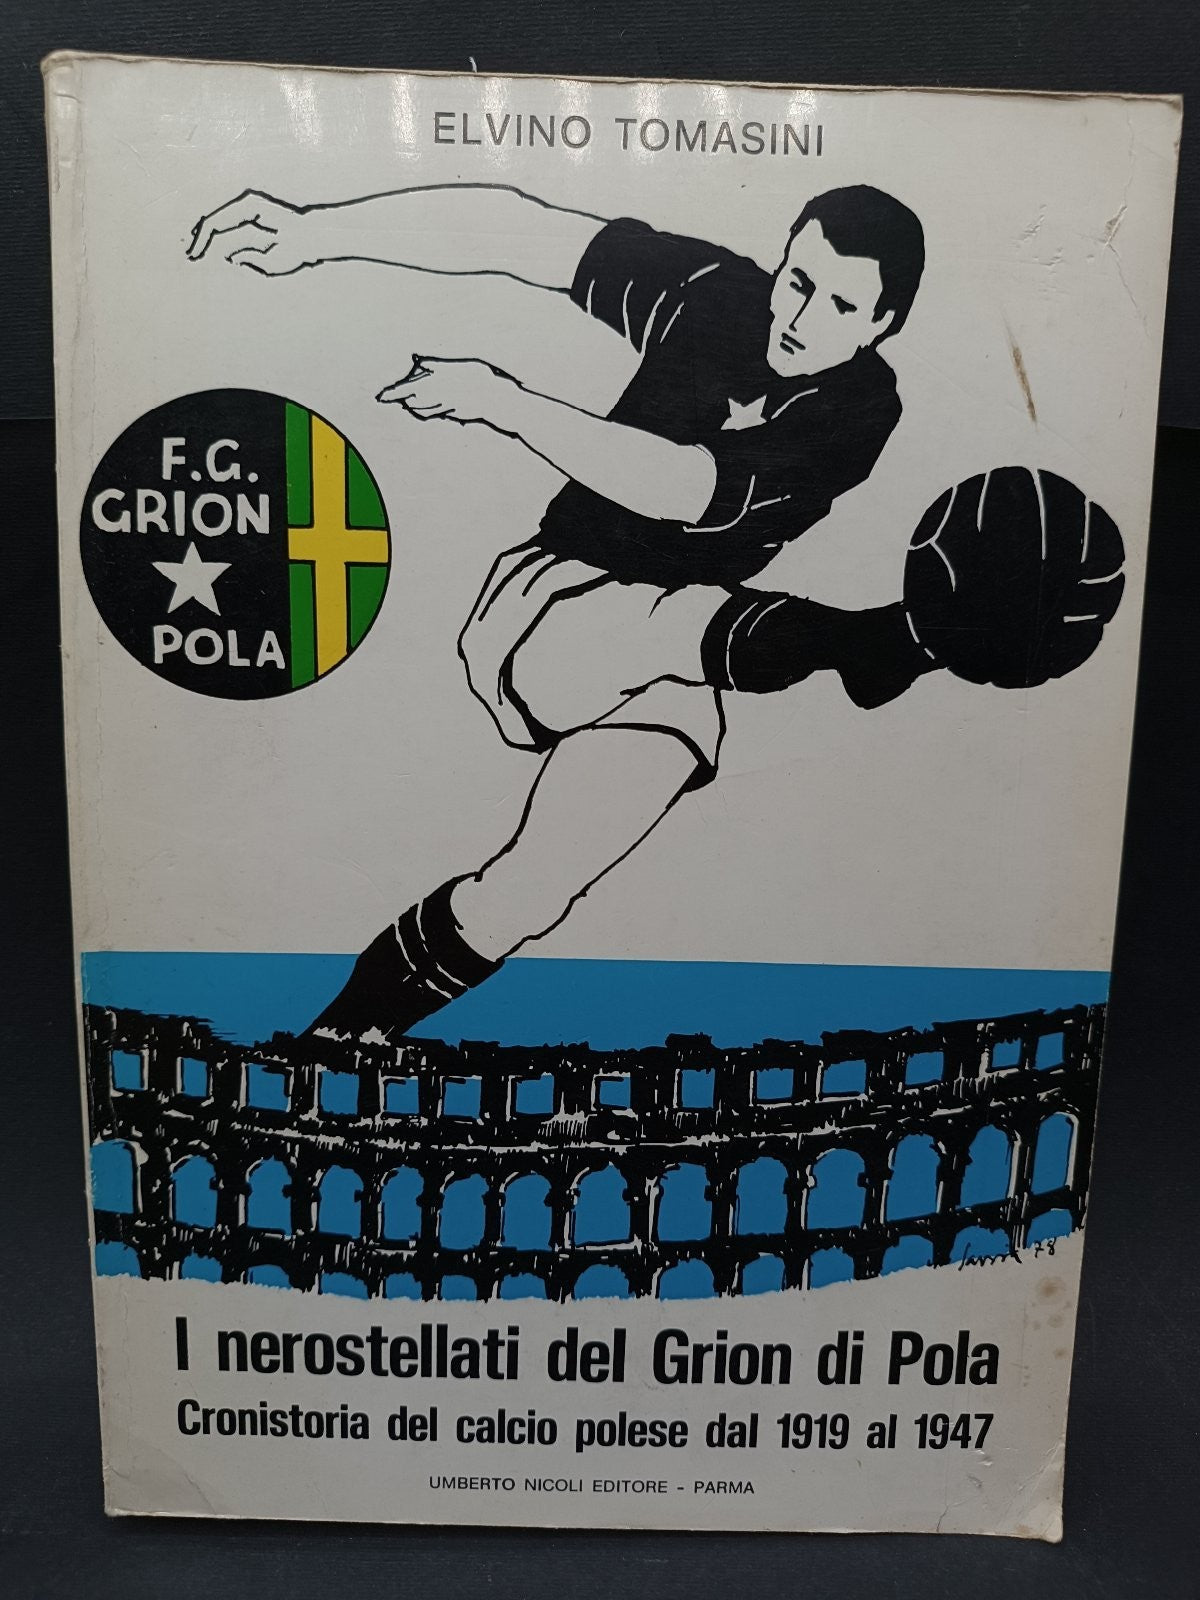 ELVINO TOMASINI
F.G.
GRION
POLA
78
I nerostellati del Grion di Pola
Cronistoria del calcio polese dal 1919 al 1947
UMBERTO NICOLI EDITORE - PARMA